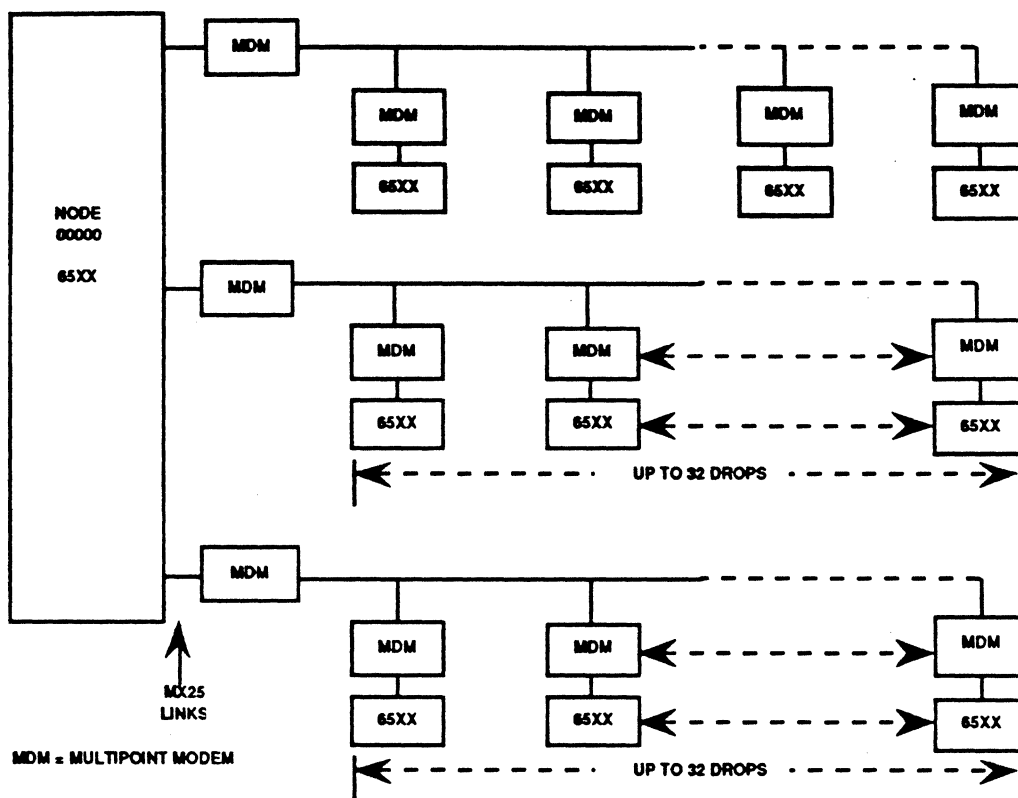 MDM
MDM MDM MDM MDM
65XX 65XX 65XX 65XX
NODE
00000
65XX
MDM
MDM MDM MDM
65XX 65XX 65XX
UP TO 32 DROPS
MDM
MDM MDM MDM
65XX 65XX 65XX
MX25
LINKS
MDM = MULTIPOINT MODEM
UP TO 32 DROPS